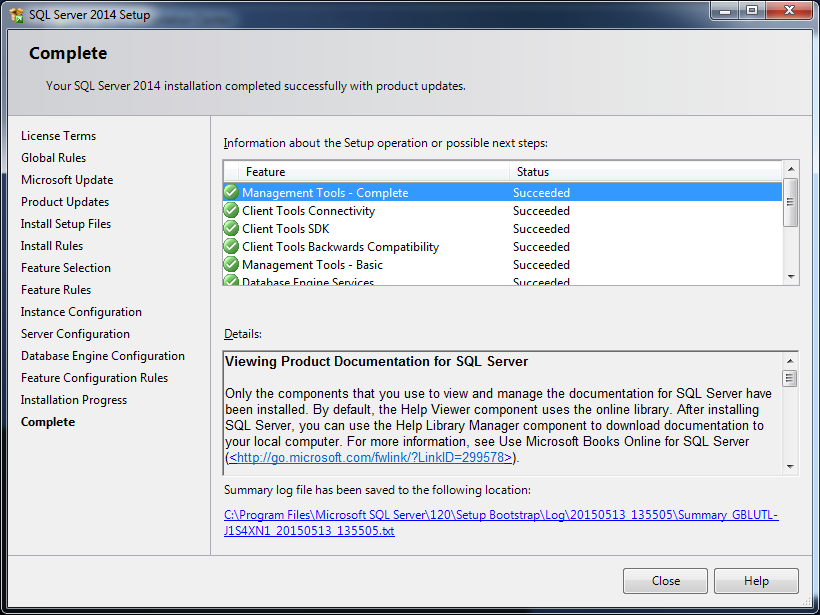 SQL Server 2014 Setup
Complete
Your SQL Server 2014 installation completed successfully with product updates.
License Terms
Global Rules
Microsoft Update
Product Updates
Install Setup Files
Install Rules
Feature Selection
Feature Rules
Instance Configuration
Server Configuration
Database Engine Configuration
Feature Configuration Rules
Installation Progress
Complete
Information about the Setup operation or possible next steps:
Feature Status
Management Tools - Complete Succeeded
Client Tools Connectivity Succeeded
Client Tools SDK Succeeded
Client Tools Backwards Compatibility Succeeded
Management Tools - Basic Succeeded
Database Engine Services Succeeded
Details:
Viewing Product Documentation for SQL Server
Only the components that you use to view and manage the documentation for SQL Server have
been installed. By default, the Help Viewer component uses the online library. After installing
SQL Server, you can use the Help Library Manager component to download documentation to
your local computer. For more information, see Use Microsoft Books Online for SQL Server
(<http://go.microsoft.com/fwlink/?LinkID=299578>).
Summary log file has been saved to the following location:
C:\Program Files\Microsoft SQL Server\120\Setup Bootstrap\Log\20150513_135505\Summary_GBLUTL-
J1S4XN1_20150513_135505.txt
Close Help